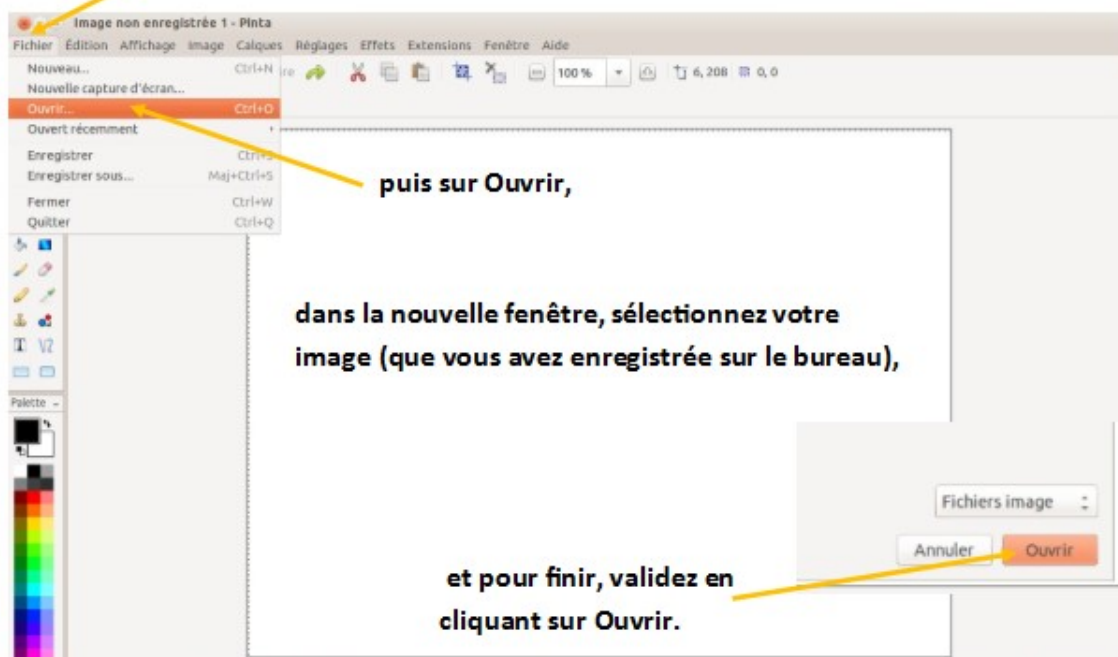 Image non enregistrée 1 - Pinta
Fichier Édition Affichage Image Calques Réglages Effets Extensions Fenêtre Aide
Nouveau... Ctrl+N
100 % 6, 208 0, 0
Nouvelle capture d'écran...
Ouvrir... Ctrl+O
Ouvert récemment
Enregistrer Ctrl+S
Enregistrer sous... Maj+Ctrl+S
Fermer Ctrl+W
Quitter Ctrl+Q
puis sur Ouvrir,
dans la nouvelle fenêtre, sélectionnez votre
image (que vous avez enregistrée sur le bureau),
Palette
Fichiers image
Annuler Ouvrir
et pour finir, validez en
cliquant sur Ouvrir.